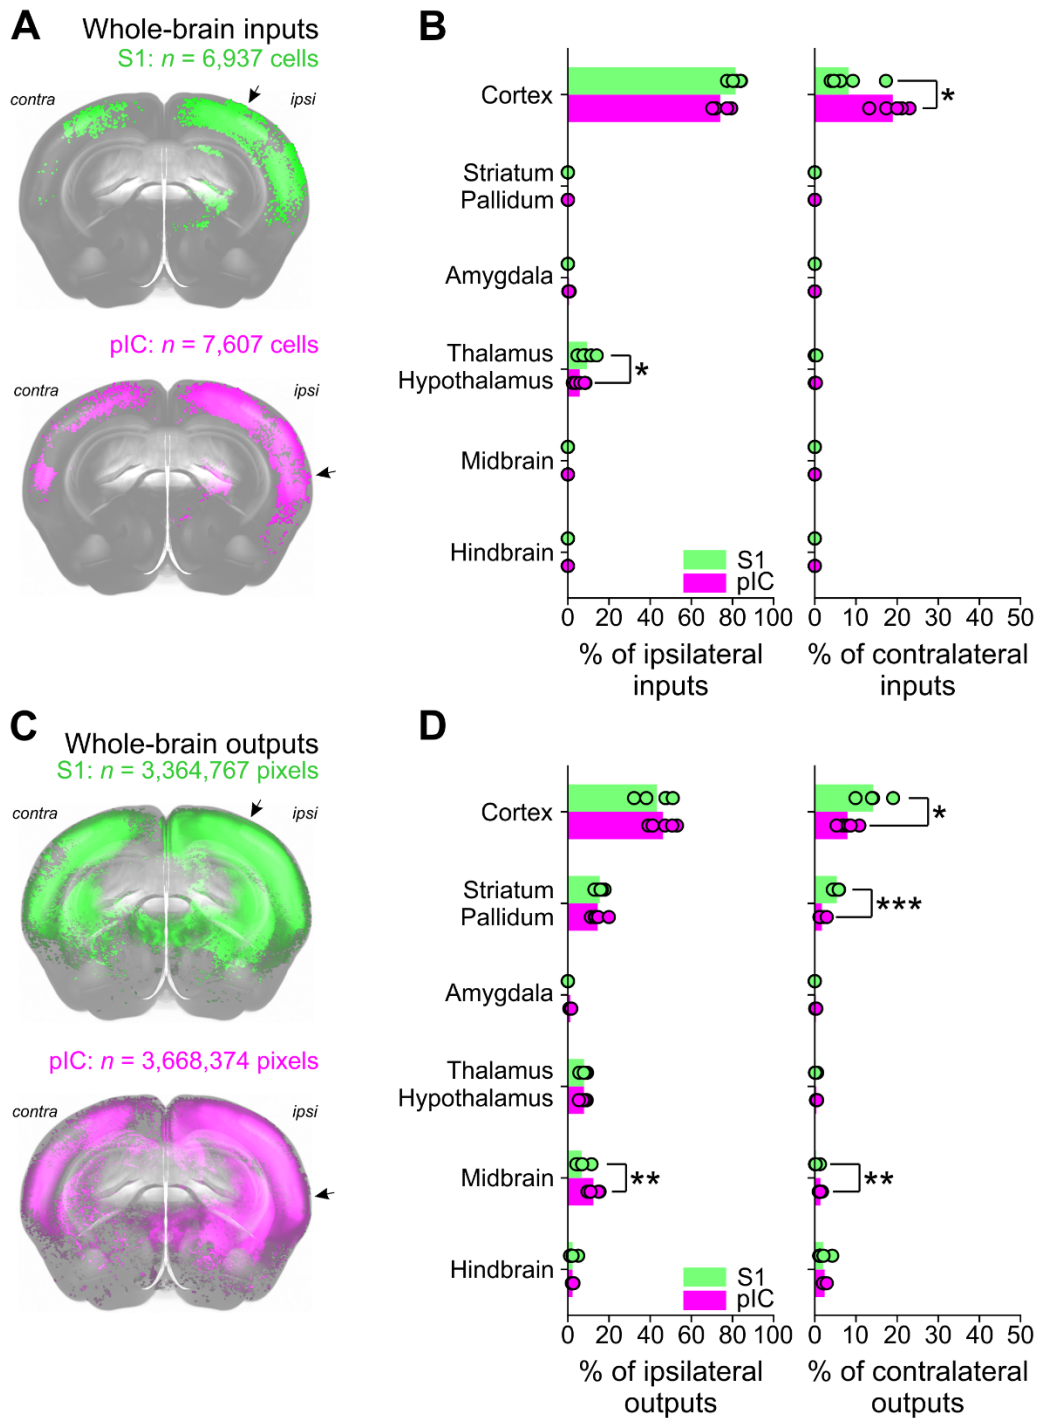 A
Whole-brain inputs
S1: n = 6,937 cells
contra
ipsi
pIC: n = 7,607 cells
contra
ipsi
B
Cortex
*
Striatum
Pallidum
Amygdala
Thalamus
Hypothalamus
*
Midbrain
Hindbrain
S1
pIC
0 20 40 60 80 100
0 10 20 30 40 50
% of ipsilateral
inputs
% of contralateral
inputs
C
Whole-brain outputs
S1: n = 3,364,767 pixels
contra
ipsi
pIC: n = 3,668,374 pixels
contra
ipsi
D
Cortex
*
Striatum
Pallidum
***
Amygdala
Thalamus
Hypothalamus
Midbrain
**
**
Hindbrain
S1
pIC
0 20 40 60 80 100
0 10 20 30 40 50
% of ipsilateral
outputs
% of contralateral
outputs